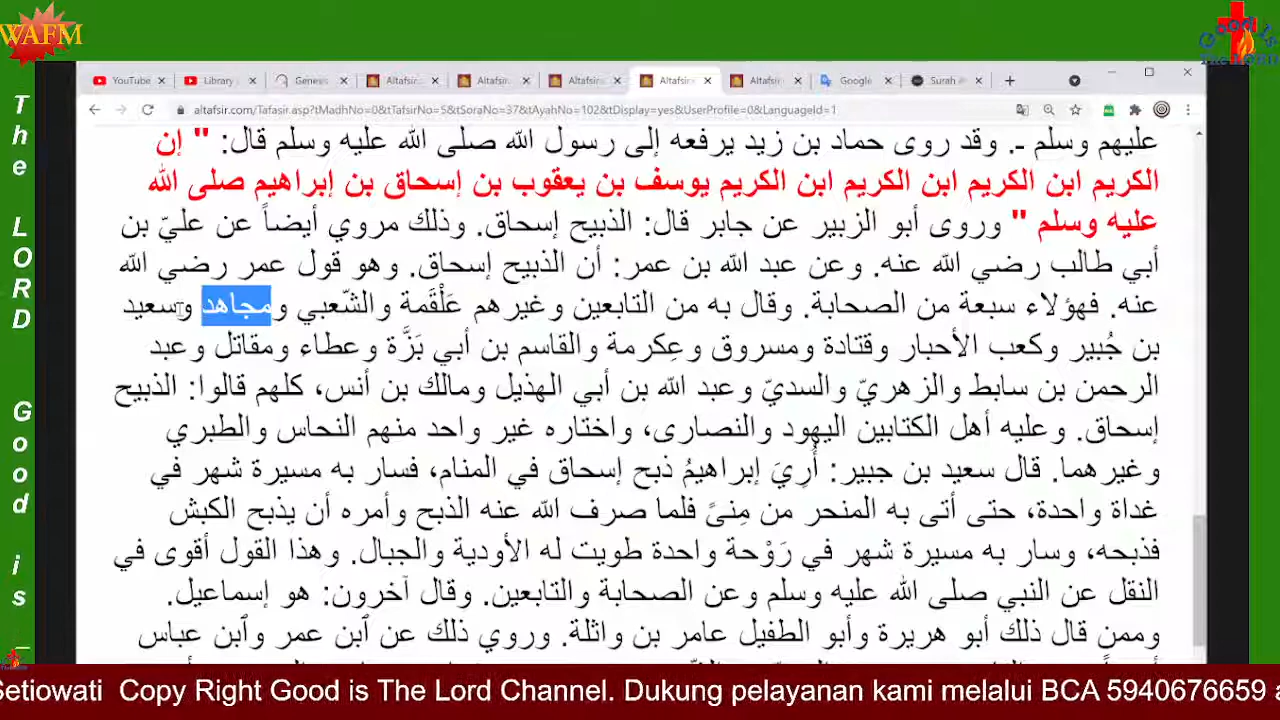 WAFM
Good Is
The LORD
The LORD Good is –
YouTube
Library
Genesis
Altafsir.
Altafsir.
Altafsir.
Altafsir.
Altafsir
Google
Surah
altafsir.com/Tafasir.asp?tMadhNo=0&tTafsirNo=5&tSoraNo=37&tAyahNo=102&tDisplay=yes&UserProfile=0&LanguageId=1
عليهم وسلم ـ. وقد روى حماد بن زيد يرفعه إلى رسول الله صلى الله عليه وسلم قال: " إن
الكريم ابن الكريم ابن الكريم ابن الكريم يوسف بن يعقوب بن إسحاق بن إبراهيم صلى الله
عليه وسلم " وروى أبو الزبير عن جابر قال: الذبيح إسحاق. وذلك مروي أيضاً عن عليّ بن
أبي طالب رضي الله عنه. وعن عبد الله بن عمر: أن الذبيح إسحاق. وهو قول عمر رضي الله
عنه. فهؤلاء سبعة من الصحابة. وقال به من التابعين وغيرهم عَلْقَمة والشّعبي ومجاهد وسعيد
بن جُبير وكعب الأحبار وقتادة ومسروق وعِكرمة والقاسم بن أبي بَزَّة وعطاء ومقاتل وعبد
الرحمن بن سابط والزهريّ والسديّ وعبد الله بن أبي الهذيل ومالك بن أنس، كلهم قالوا: الذبيح
إسحاق. وعليه أهل الكتابين اليهود والنصارى، واختاره غير واحد منهم النحاس والطبري
وغيرهما. قال سعيد بن جبير: أُرِيَ إبراهيمُ ذبح إسحاق في المنام، فسار به مسيرة شهر في
غداة واحدة، حتى أتى به المنحر من مِنىً فلما صرف الله عنه الذبح وأمره أن يذبح الكبش
فذبحه، وسار به مسيرة شهر في رَوْحة واحدة طويت له الأودية والجبال. وهذا القول أقوى في
النقل عن النبي صلى الله عليه وسلم وعن الصحابة والتابعين. وقال آخرون: هو إسماعيل.
وممن قال ذلك أبو هريرة وأبو الطفيل عامر بن واثلة. وروي ذلك عن ٱبن عمر وٱبن عباس
Setiowati Copy Right Good is The Lord Channel. Dukung pelayanan kami melalui BCA 5940676659 a